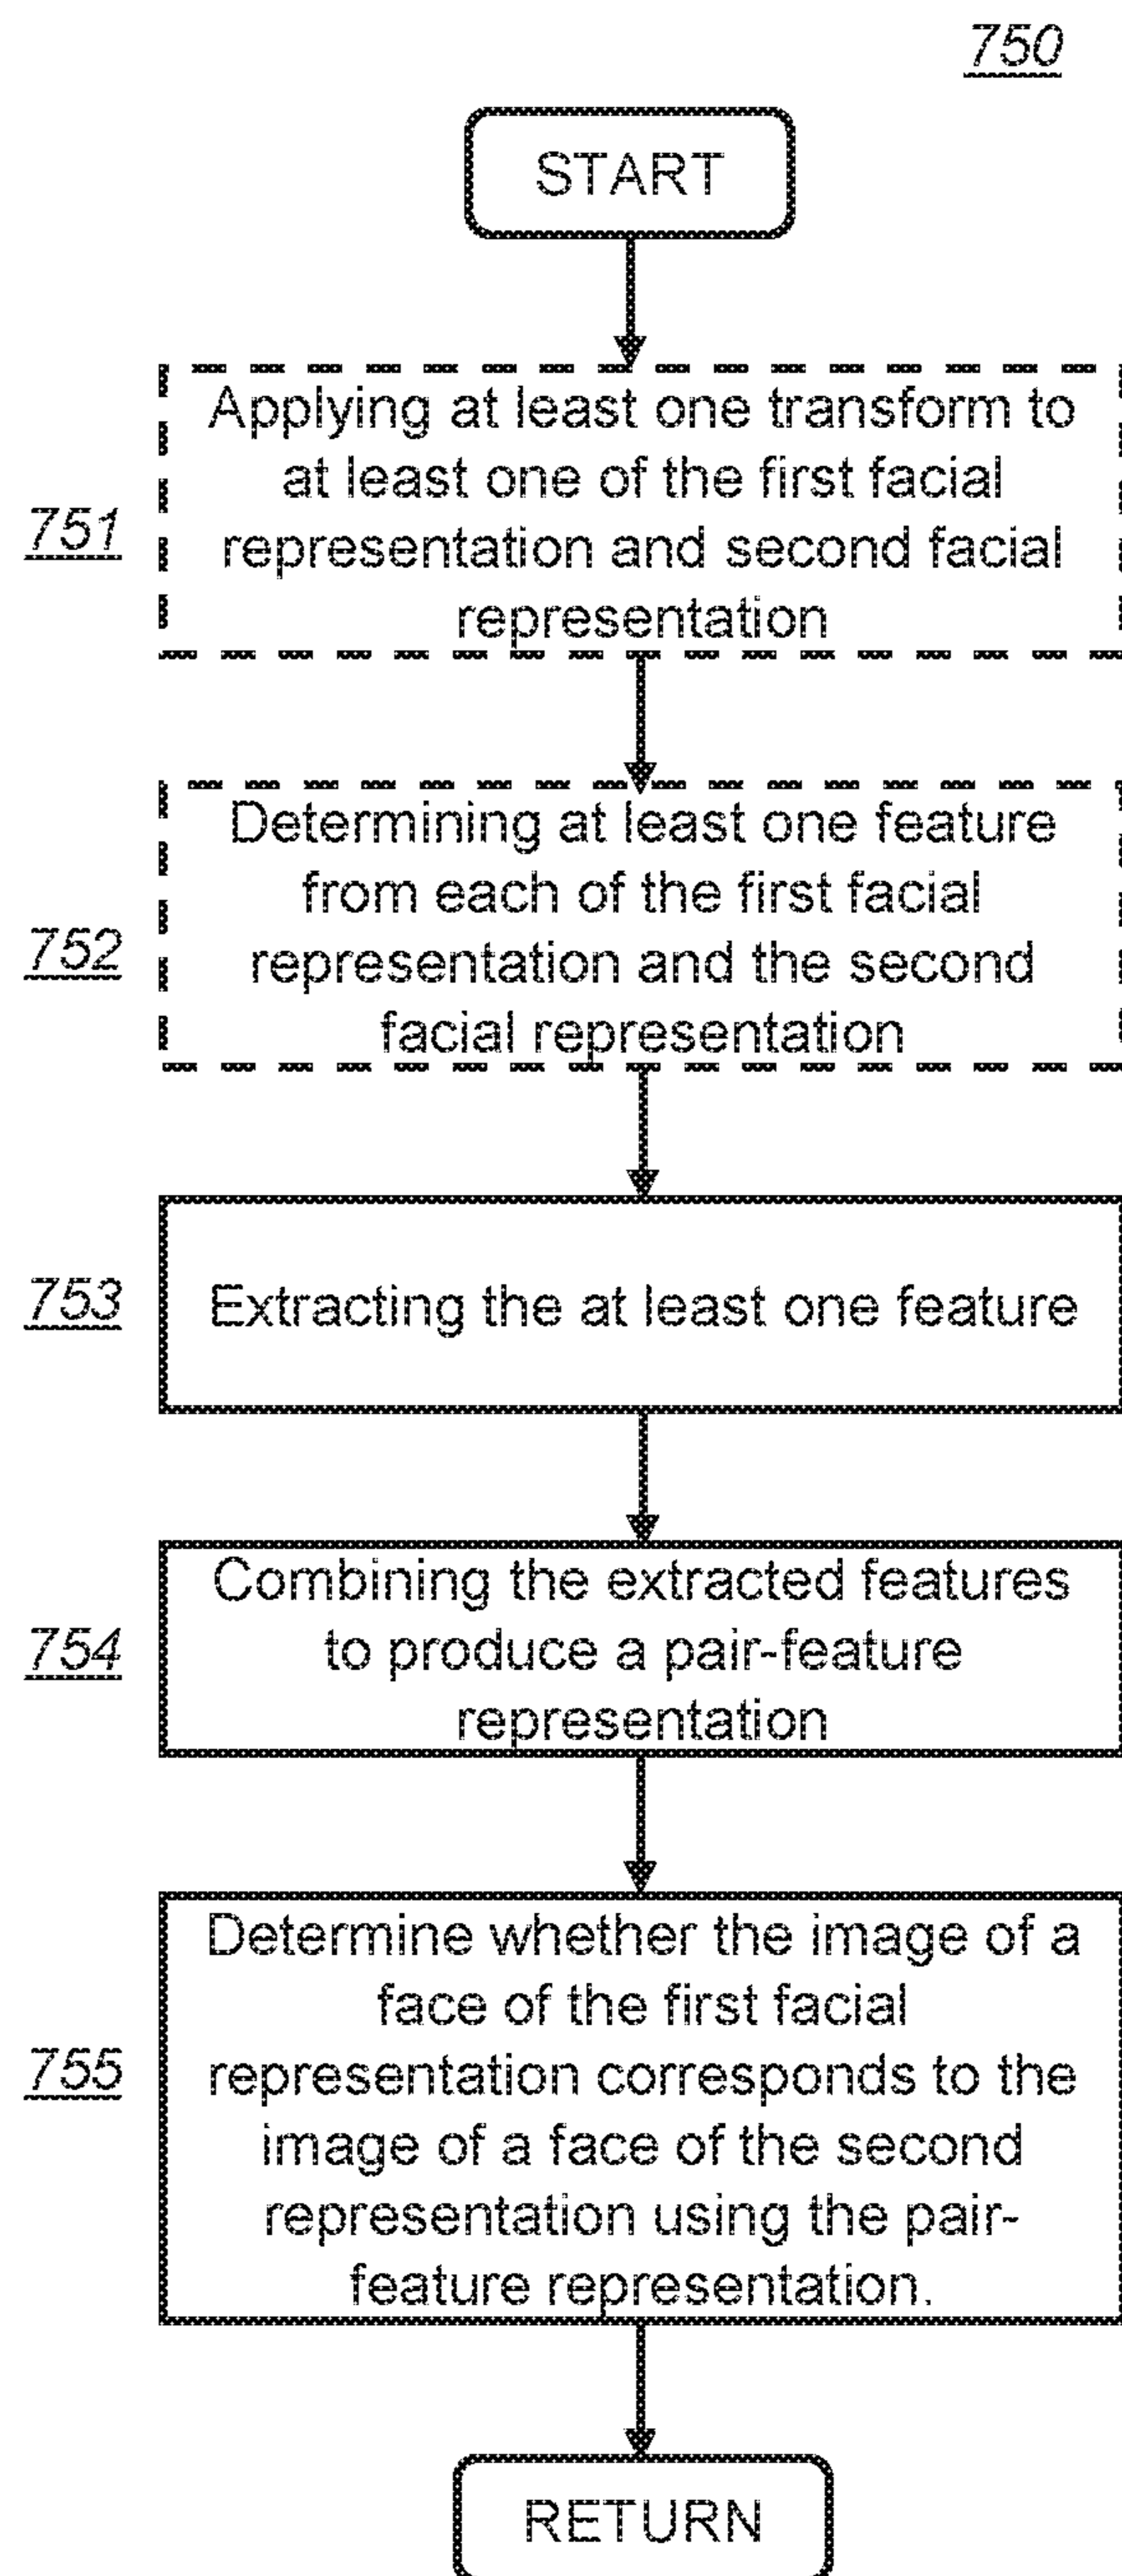 750
START
751
Applying at least one transform to
at least one of the first facial
representation and second facial
representation
752
Determining at least one feature
from each of the first facial
representation and the second
facial representation
753
Extracting the at least one feature
754
Combining the extracted features
to produce a pair-feature
representation
755
Determine whether the image of a
face of the first facial
representation corresponds to the
image of a face of the second
representation using the pair-
feature representation.
RETURN